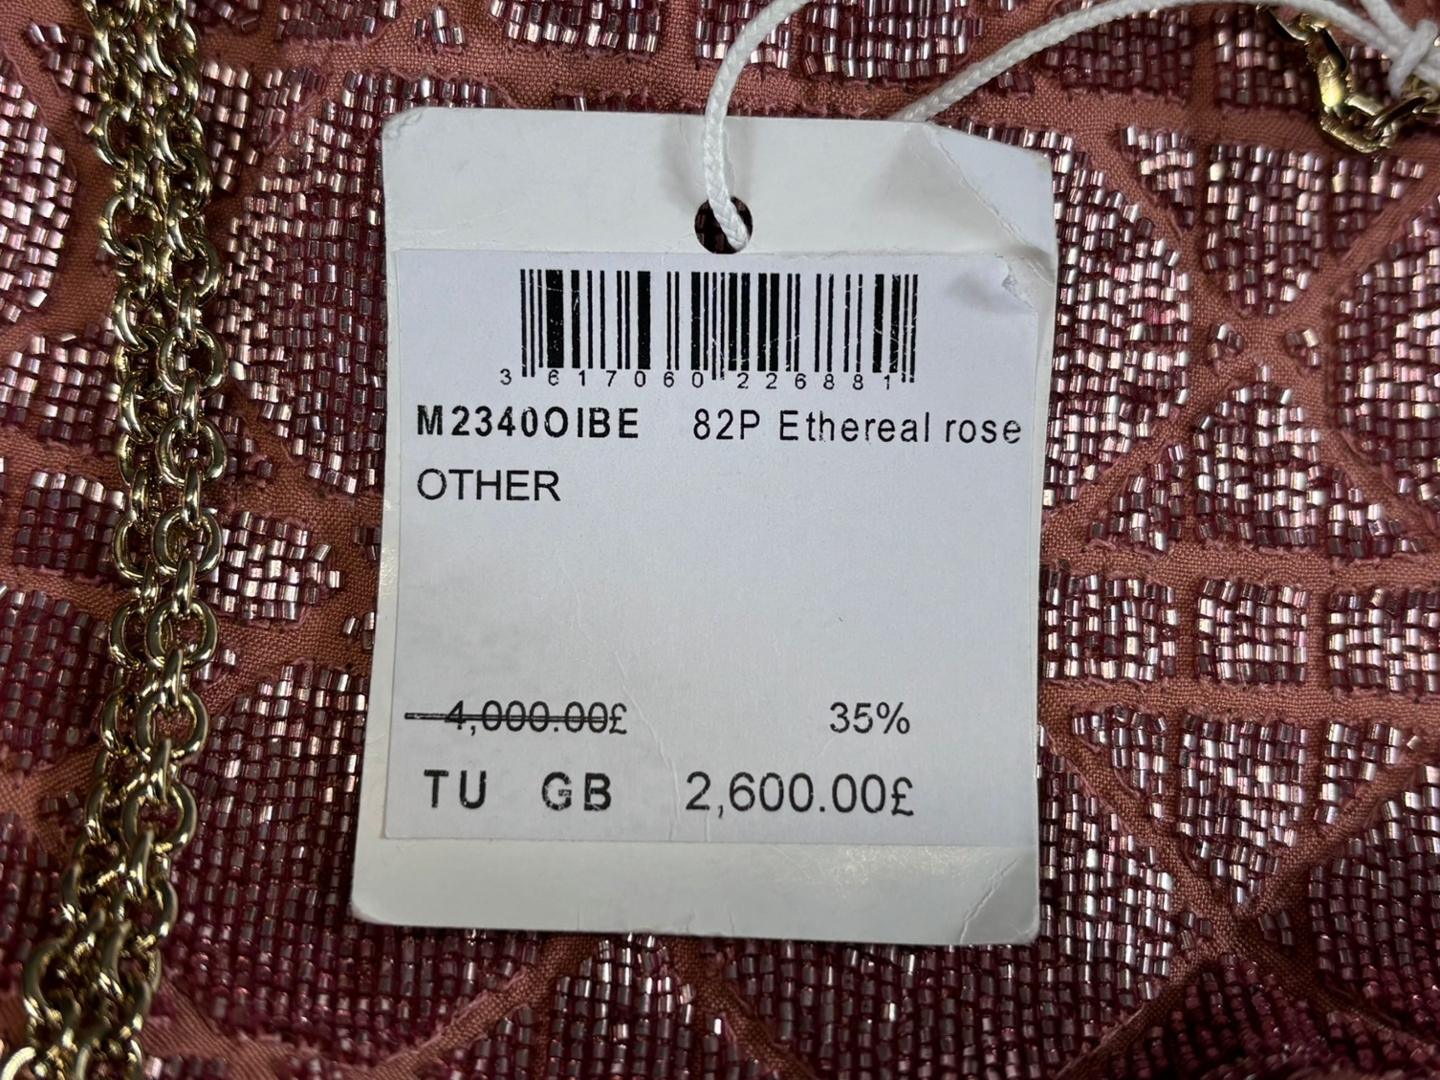 3 617060 226881
M2340OIBE 82P Ethereal rose
OTHER
4,000.00£ 35%
TU GB 2,600.00£